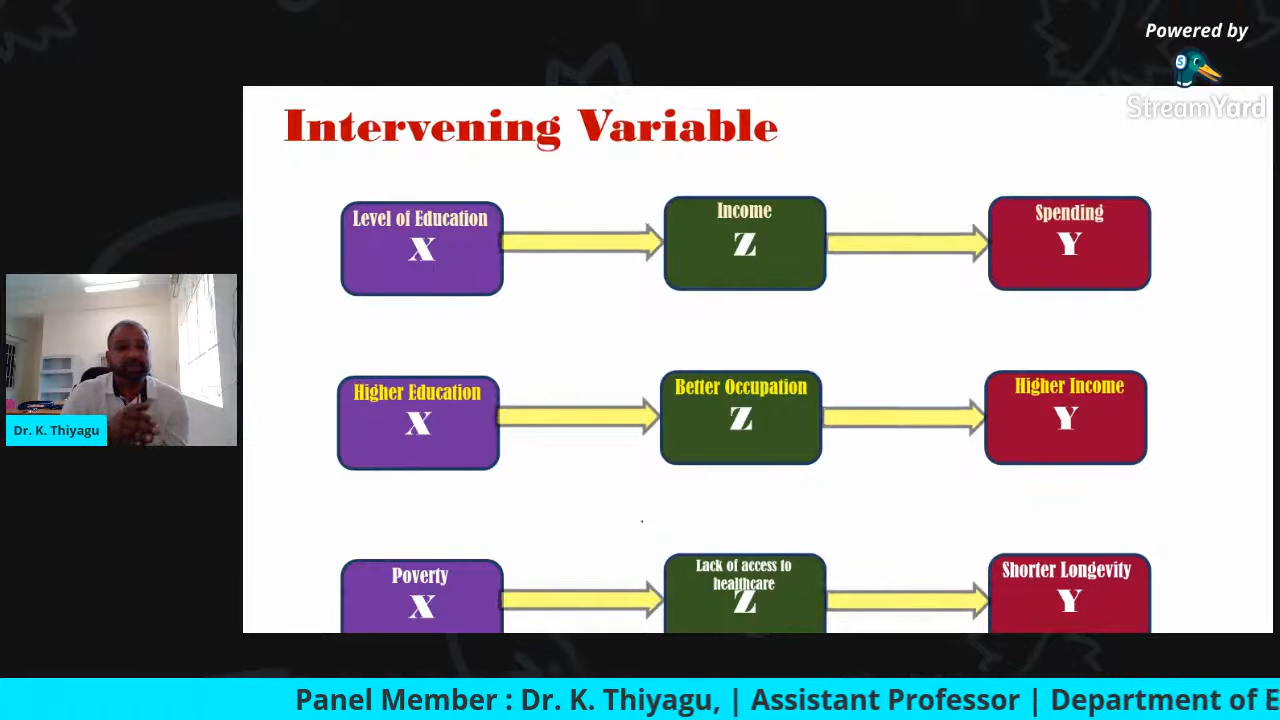 Powered by
StreamYard
Intervening Variable
Level of Education
X
Income
Z
Spending
Y
Higher Education
X
Better Occupation
Z
Higher Income
Y
Poverty
X
Lack of access to
healthcare
Z
Shorter Longevity
Y
Dr. K. Thiyagu
Panel Member : Dr. K. Thiyagu, | Assistant Professor | Department of E